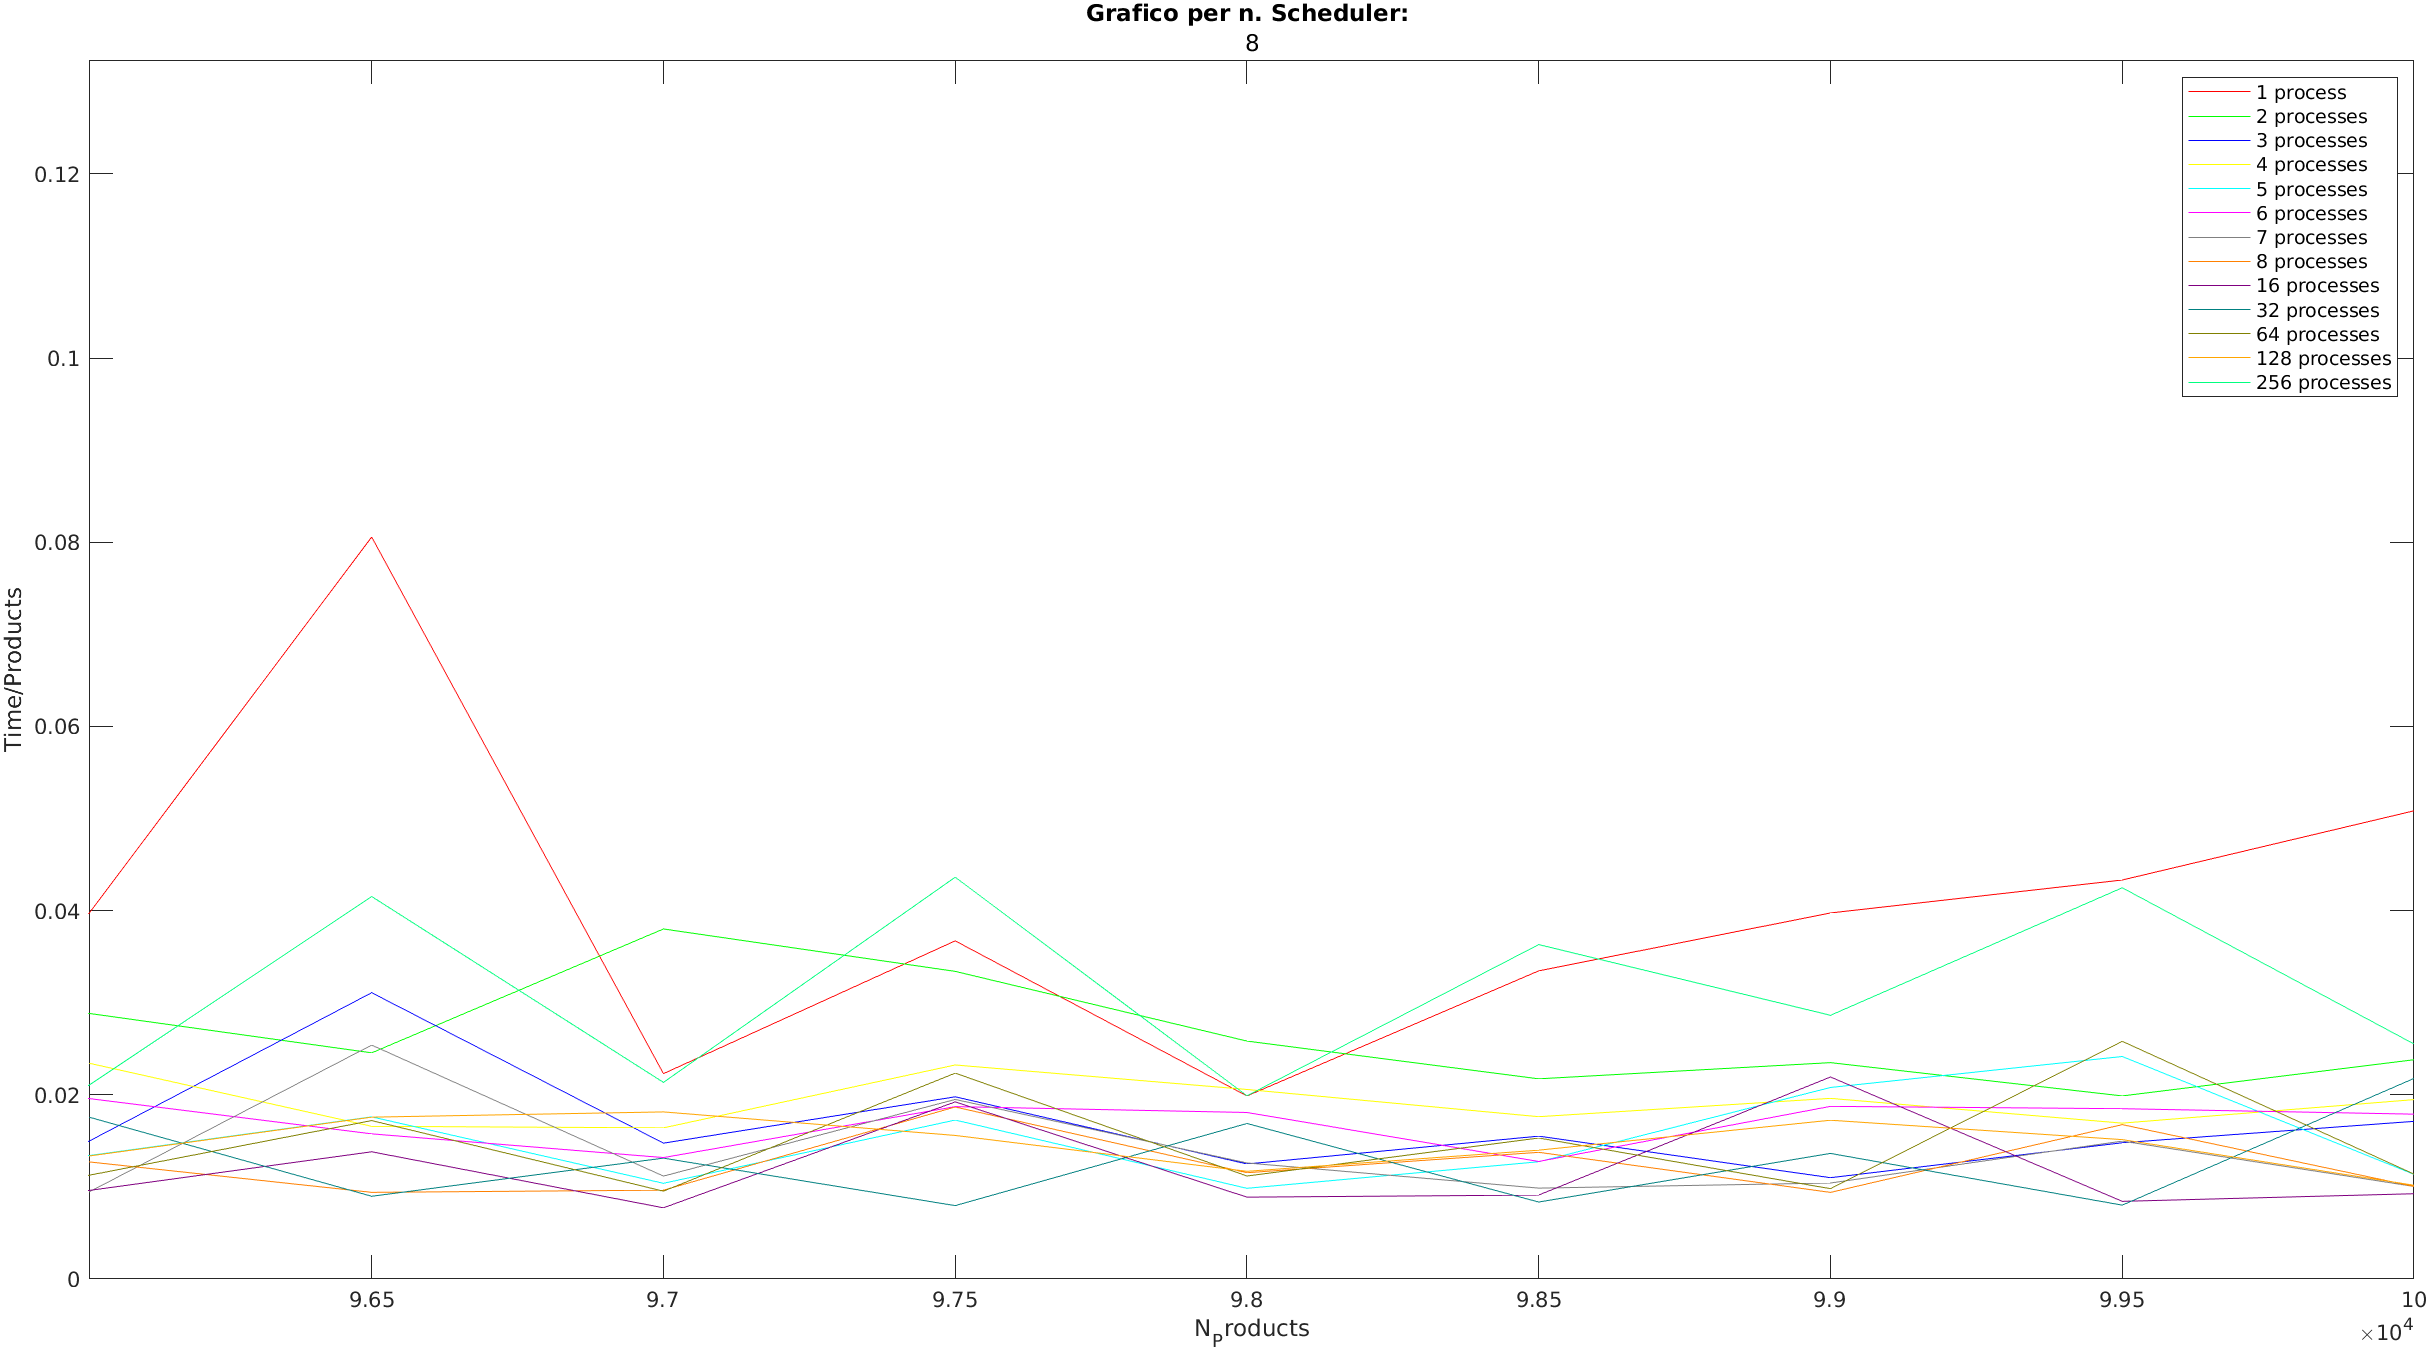 Grafico per n. Scheduler:
8
1 process
2 processes
3 processes
4 processes
5 processes
6 processes
7 processes
8 processes
16 processes
32 processes
64 processes
128 processes
256 processes
Time/Products
0.12
0.1
0.08
0.06
0.04
0.02
0
9.65 9.7 9.75 9.8 9.85 9.9 9.95 10
N_Products
×10^4